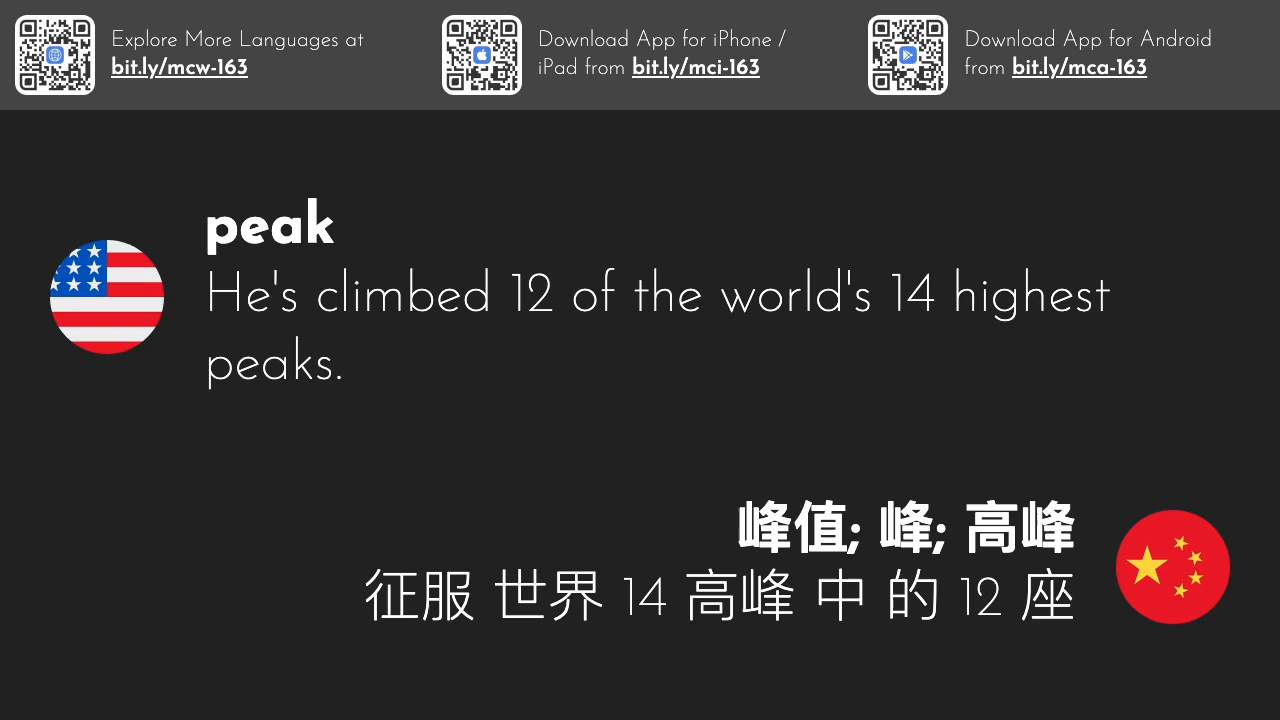 Explore More Languages at
bit.ly/mcw-163
Download App for iPhone /
iPad from bit.ly/mci-163
Download App for Android
from bit.ly/mca-163
peak
He's climbed 12 of the world's 14 highest
peaks.
峰值; 峰; 高峰
征服 世界 14 高峰 中 的 12 座